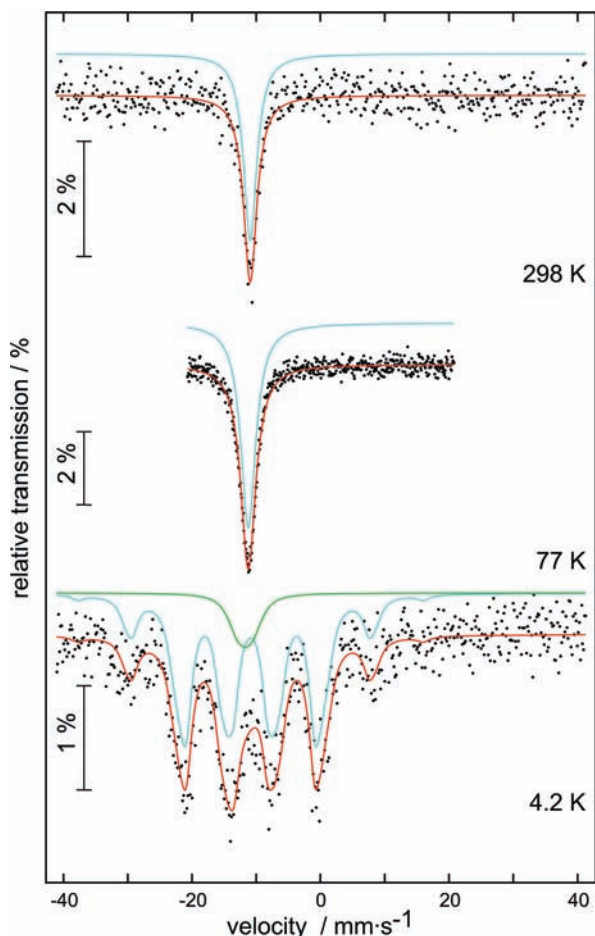 2 %
298 K
relative transmission / %
2 %
77 K
1 %
4.2 K
-40 -20 0 20 40
velocity / mm·s⁻¹